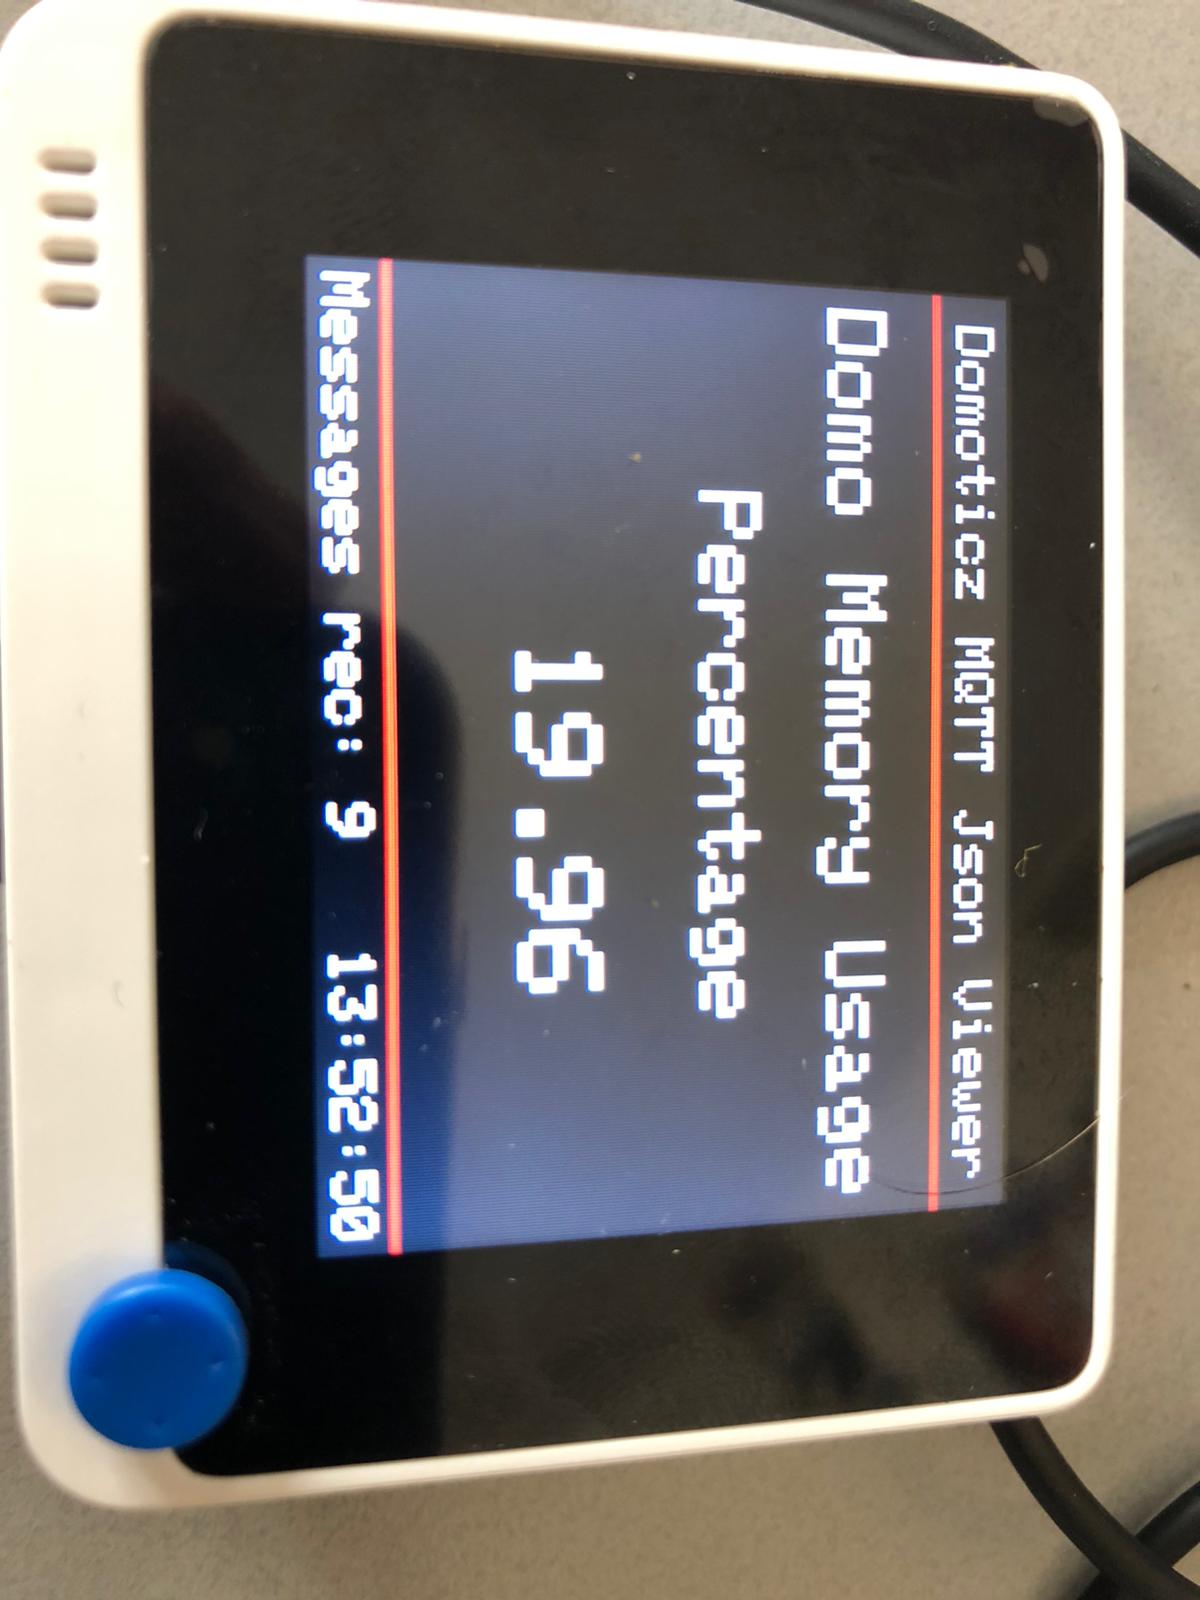 Domoticz MQTT Json Viewer
Domo Memory Usage
Percentage
19.96
Messages rec: 9 13:52:50